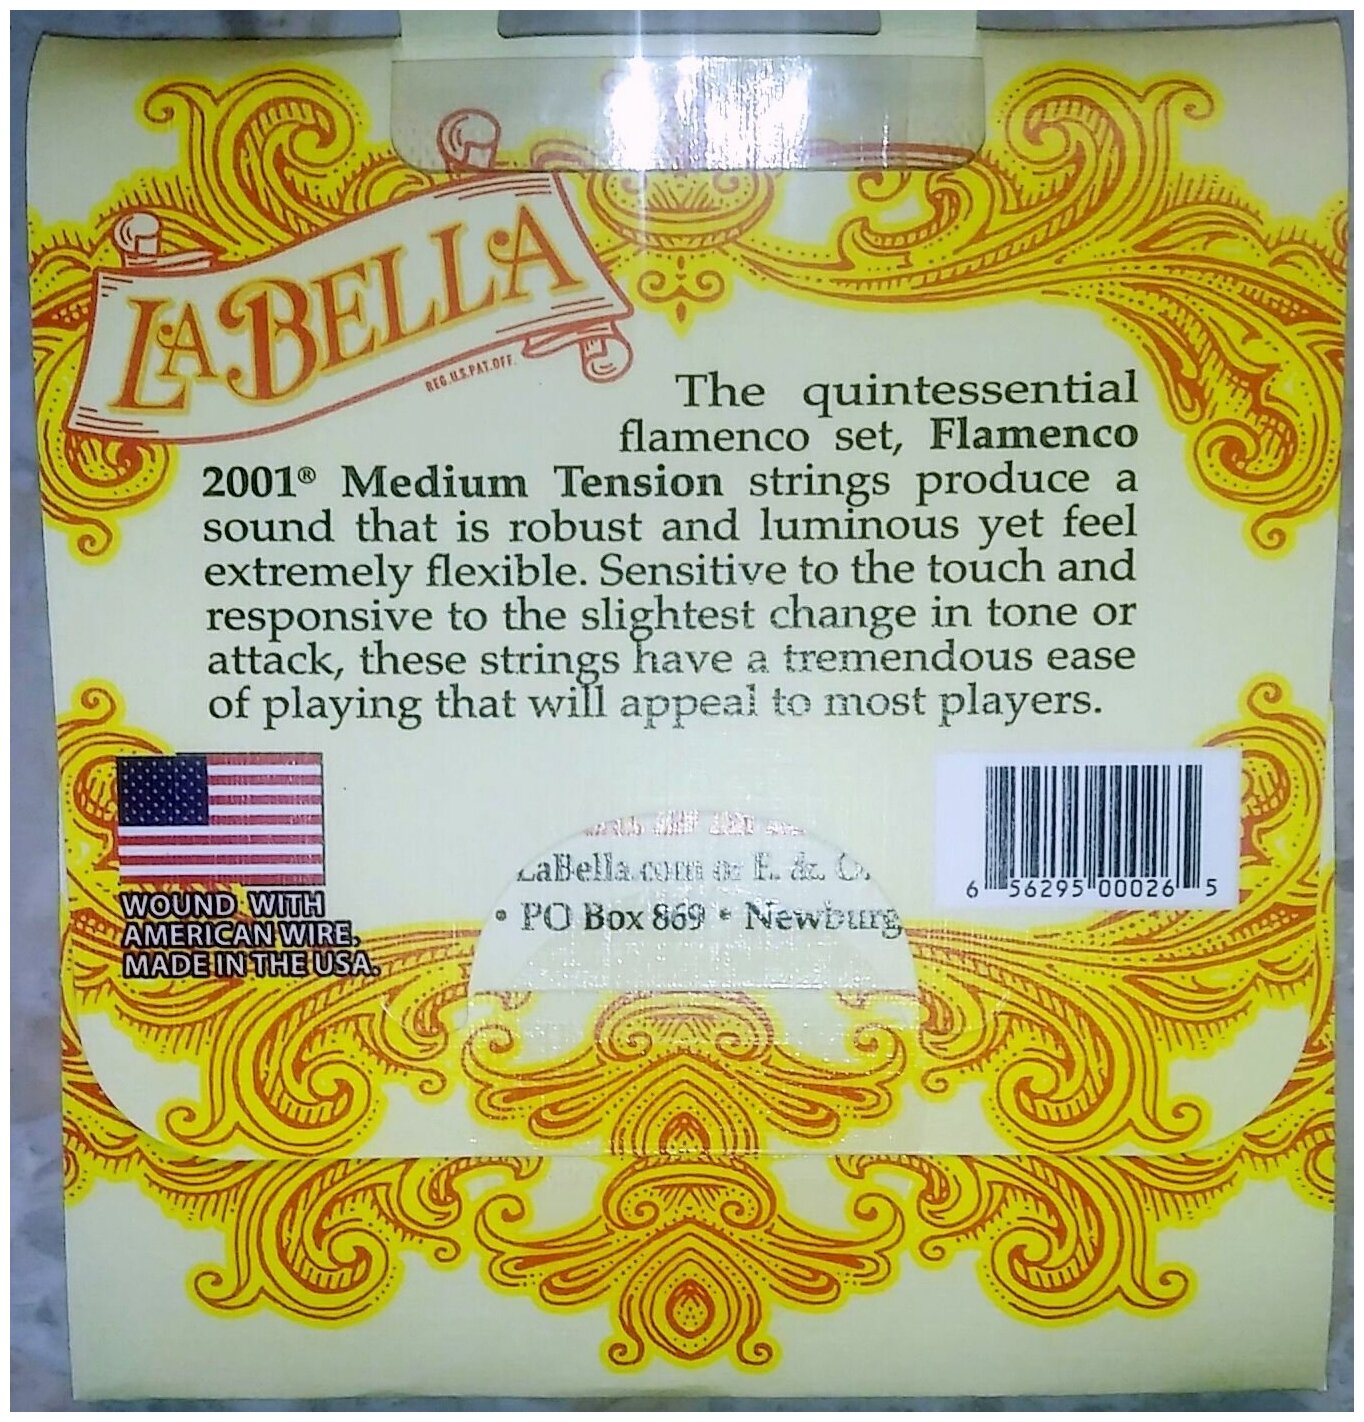 LA BELLA
REG.U.S.PAT.OFF.
The quintessential
flamenco set, Flamenco
2001® Medium Tension strings produce a
sound that is robust and luminous yet feel
extremely flexible. Sensitive to the touch and
responsive to the slightest change in tone or
attack, these strings have a tremendous ease
of playing that will appeal to most players.
WOUND WITH
AMERICAN WIRE.
MADE IN THE USA.
LaBella.com or E. & O.
• PO Box 869 • Newburg
6 56295 00026 5